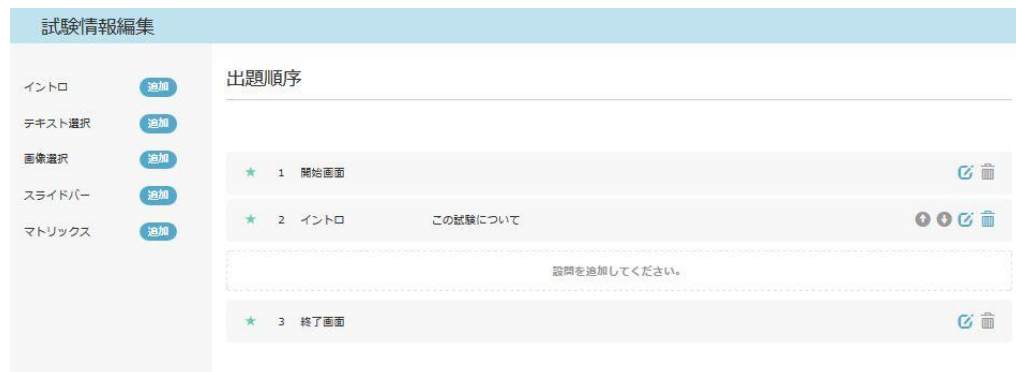 試験情報編集
イントロ 追加
テキスト選択 追加
画像選択 追加
スライドバー 追加
マトリックス 追加
出題順序
★ 1 開始画面
★ 2 イントロ この試験について
設問を追加してください。
★ 3 終了画面